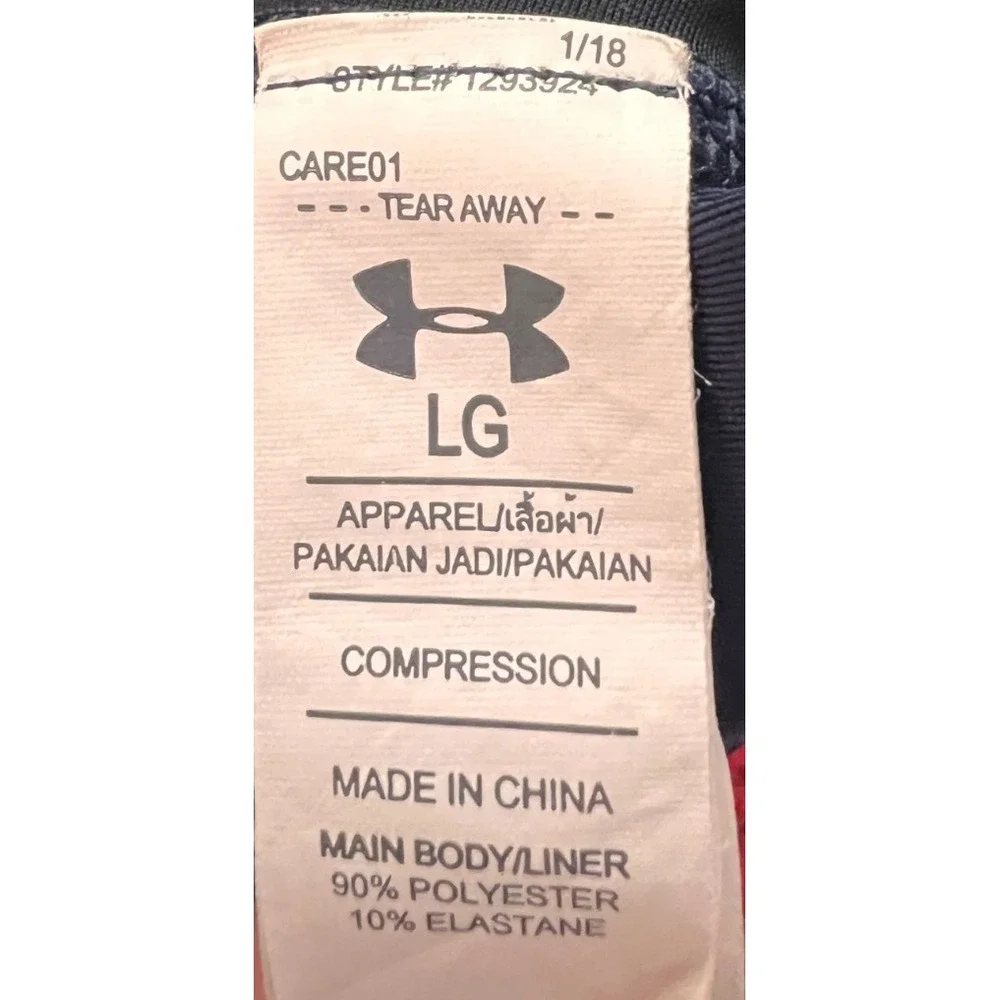 1/18
STYLE# 1293924
CARE01
- - - TEAR AWAY - -
LG
APPAREL/เสื้อผ้า/
PAKAIAN JADI/PAKAIAN
COMPRESSION
MADE IN CHINA
MAIN BODY/LINER
90% POLYESTER
10% ELASTANE